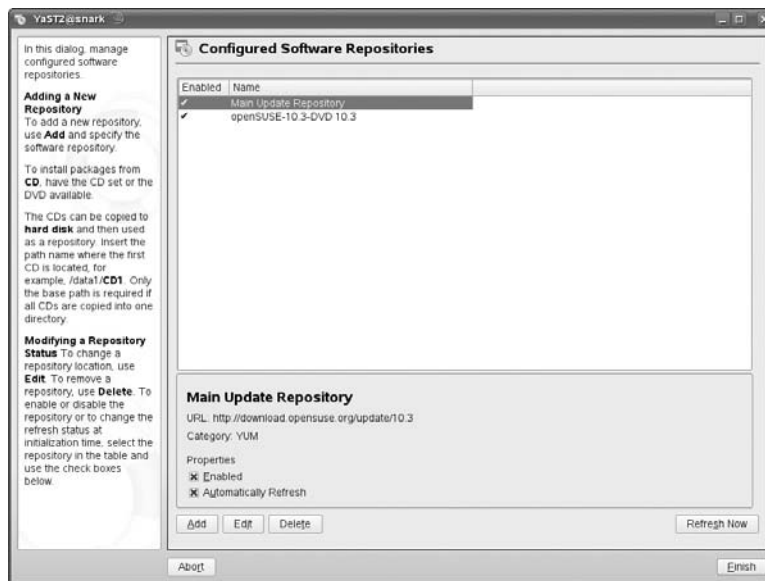 YaST2@snark
In this dialog, manage
configured software
repositories.
Adding a New
Repository
To add a new repository,
use Add and specify the
software repository.
To install packages from
CD, have the CD set or the
DVD available.
The CDs can be copied to
hard disk and then used
as a repository. Insert the
path name where the first
CD is located, for
example, /data1/CD1. Only
the base path is required if
all CDs are copied into one
directory.
Modifying a Repository
Status To change a
repository location, use
Edit. To remove a
repository, use Delete. To
enable or disable the
repository or to change the
refresh status at
initialization time, select the
repository in the table and
use the check boxes
below.
Configured Software Repositories
Enabled Name
✔ Main Update Repository
✔ openSUSE-10.3-DVD 10.3
Main Update Repository
URL: http://download.opensuse.org/update/10.3
Category: YUM
Properties
Enabled
Automatically Refresh
Add Edit Delete Refresh Now
Abort Finish